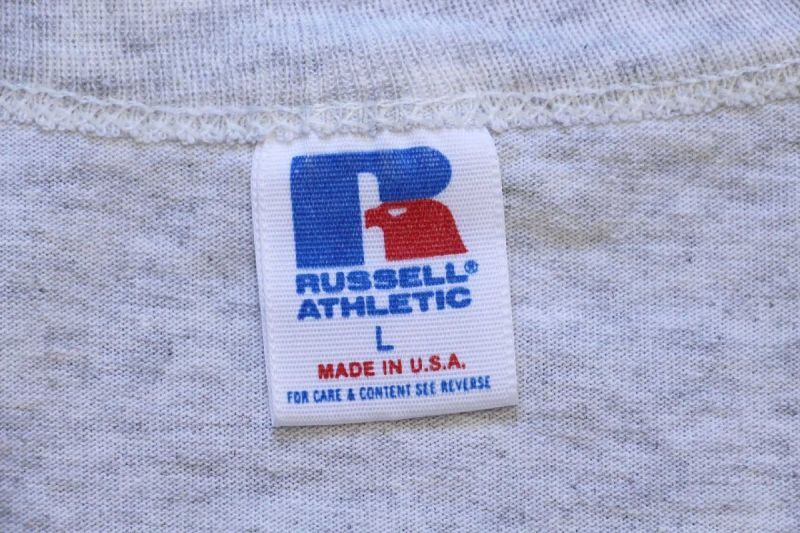 RUSSELL®
ATHLETIC
L
MADE IN U.S.A.
FOR CARE & CONTENT SEE REVERSE